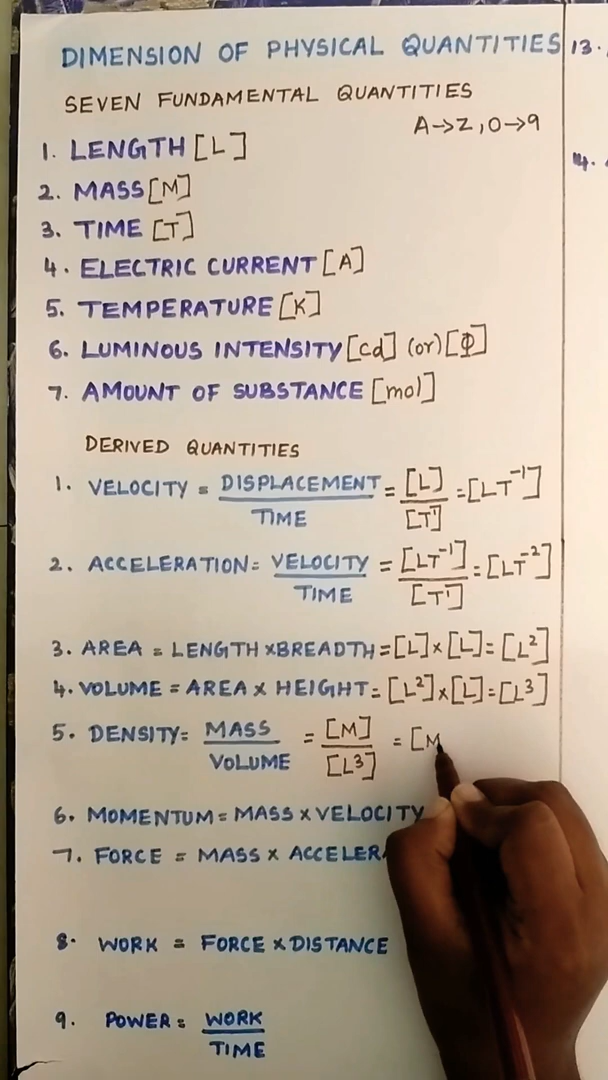 DIMENSION OF PHYSICAL QUANTITIES 13.
SEVEN FUNDAMENTAL QUANTITIES
A→Z, 0→9
1. LENGTH [L]
14.
2. MASS [M]
3. TIME [T]
4. ELECTRIC CURRENT [A]
5. TEMPERATURE [K]
6. LUMINOUS INTENSITY [cd] (or) [Φ]
7. AMOUNT OF SUBSTANCE [mol]
DERIVED QUANTITIES
1. VELOCITY = DISPLACEMENT / TIME = [L] / [T¹] = [LT⁻¹]
2. ACCELERATION = VELOCITY / TIME = [LT⁻¹] / [T¹] = [LT⁻²]
3. AREA = LENGTH × BREADTH = [L] × [L] = [L²]
4. VOLUME = AREA × HEIGHT = [L²] × [L] = [L³]
5. DENSITY = MASS / VOLUME = [M] / [L³] = [M
6. MOMENTUM = MASS × VELOCITY
7. FORCE = MASS × ACCELER
8. WORK = FORCE × DISTANCE
9. POWER = WORK / TIME